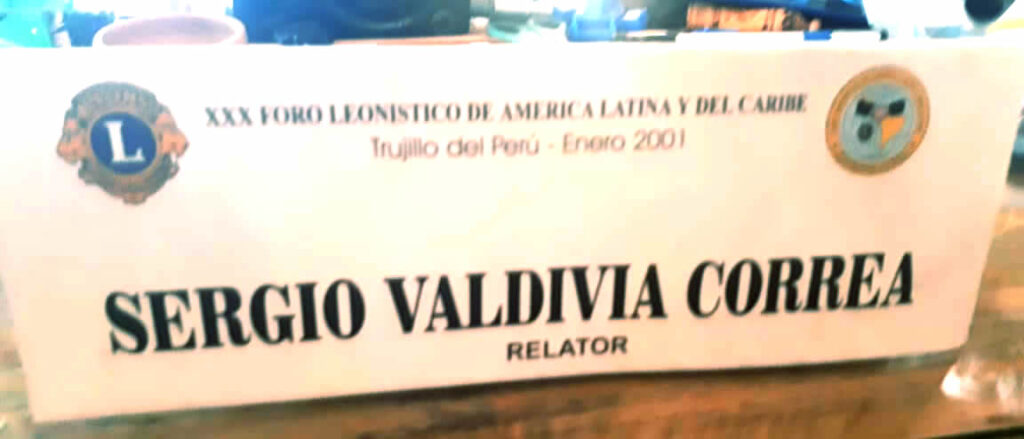 XXX FORO LEONISTICO DE AMERICA LATINA Y DEL CARIBE
Trujillo del Perú - Enero 2001
L
SERGIO VALDIVIA CORREA
RELATOR